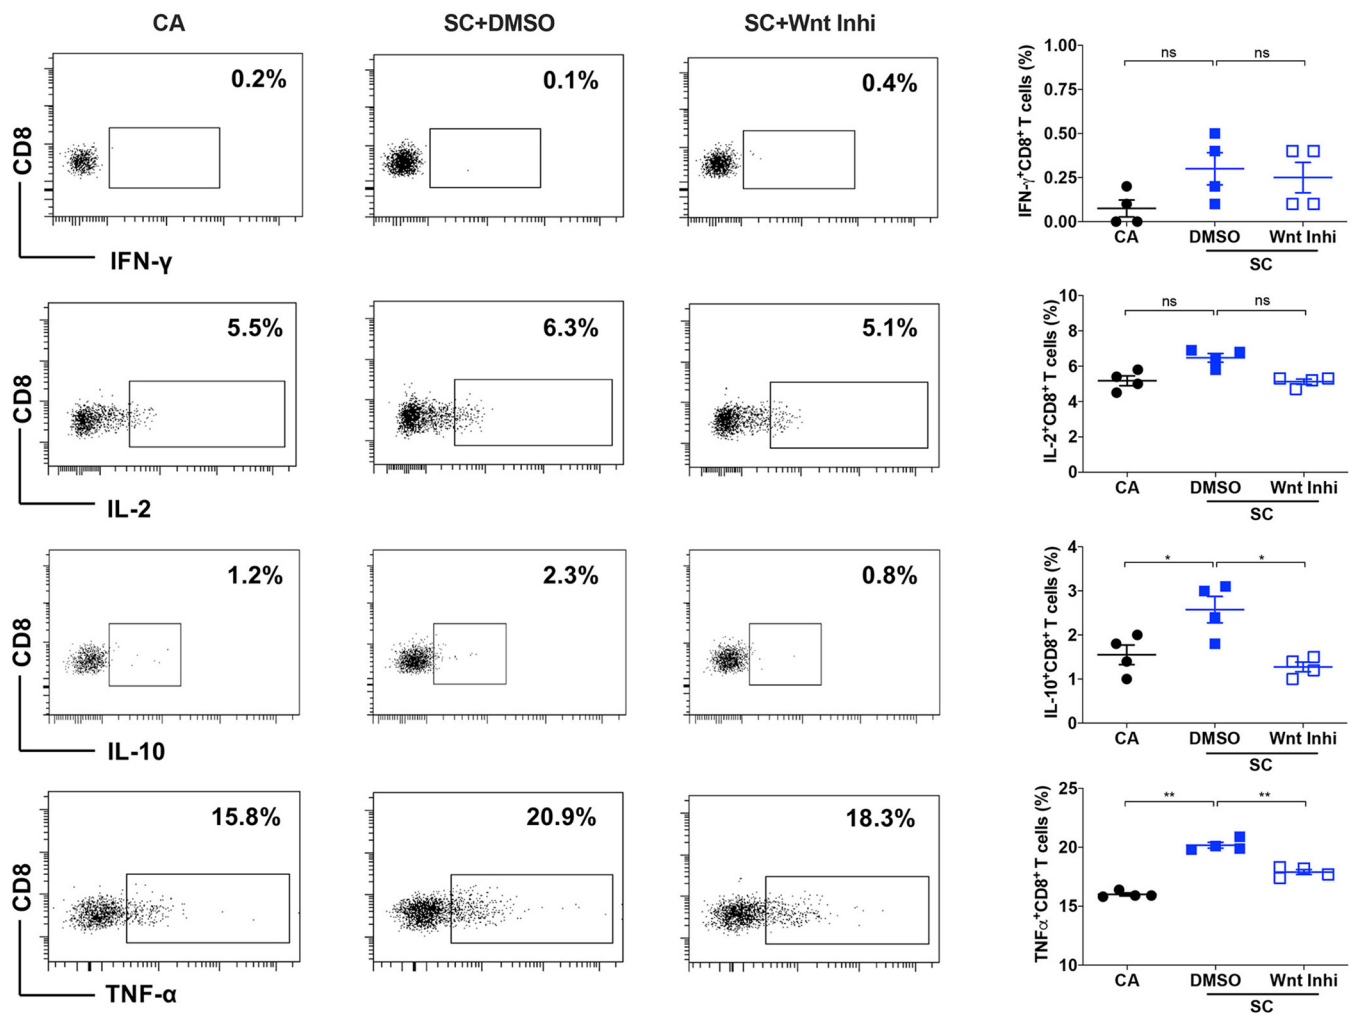 CA SC+DMSO SC+Wnt Inhi
0.2% 0.1% 0.4%
CD8
IFN-γ
IFN-γ⁺CD8⁺ T cells (%)
1.00
0.75
0.50
0.25
0.00
ns ns
CA DMSO Wnt Inhi
SC
5.5% 6.3% 5.1%
CD8
IL-2
IL-2⁺CD8⁺ T cells (%)
10
8
6
4
2
0
ns ns
CA DMSO Wnt Inhi
SC
1.2% 2.3% 0.8%
CD8
IL-10
IL-10⁺CD8⁺ T cells (%)
4
3
2
1
0
* *
CA DMSO Wnt Inhi
SC
15.8% 20.9% 18.3%
CD8
TNF-α
TNFα⁺CD8⁺ T cells (%)
25
20
15
10
** **
CA DMSO Wnt Inhi
SC